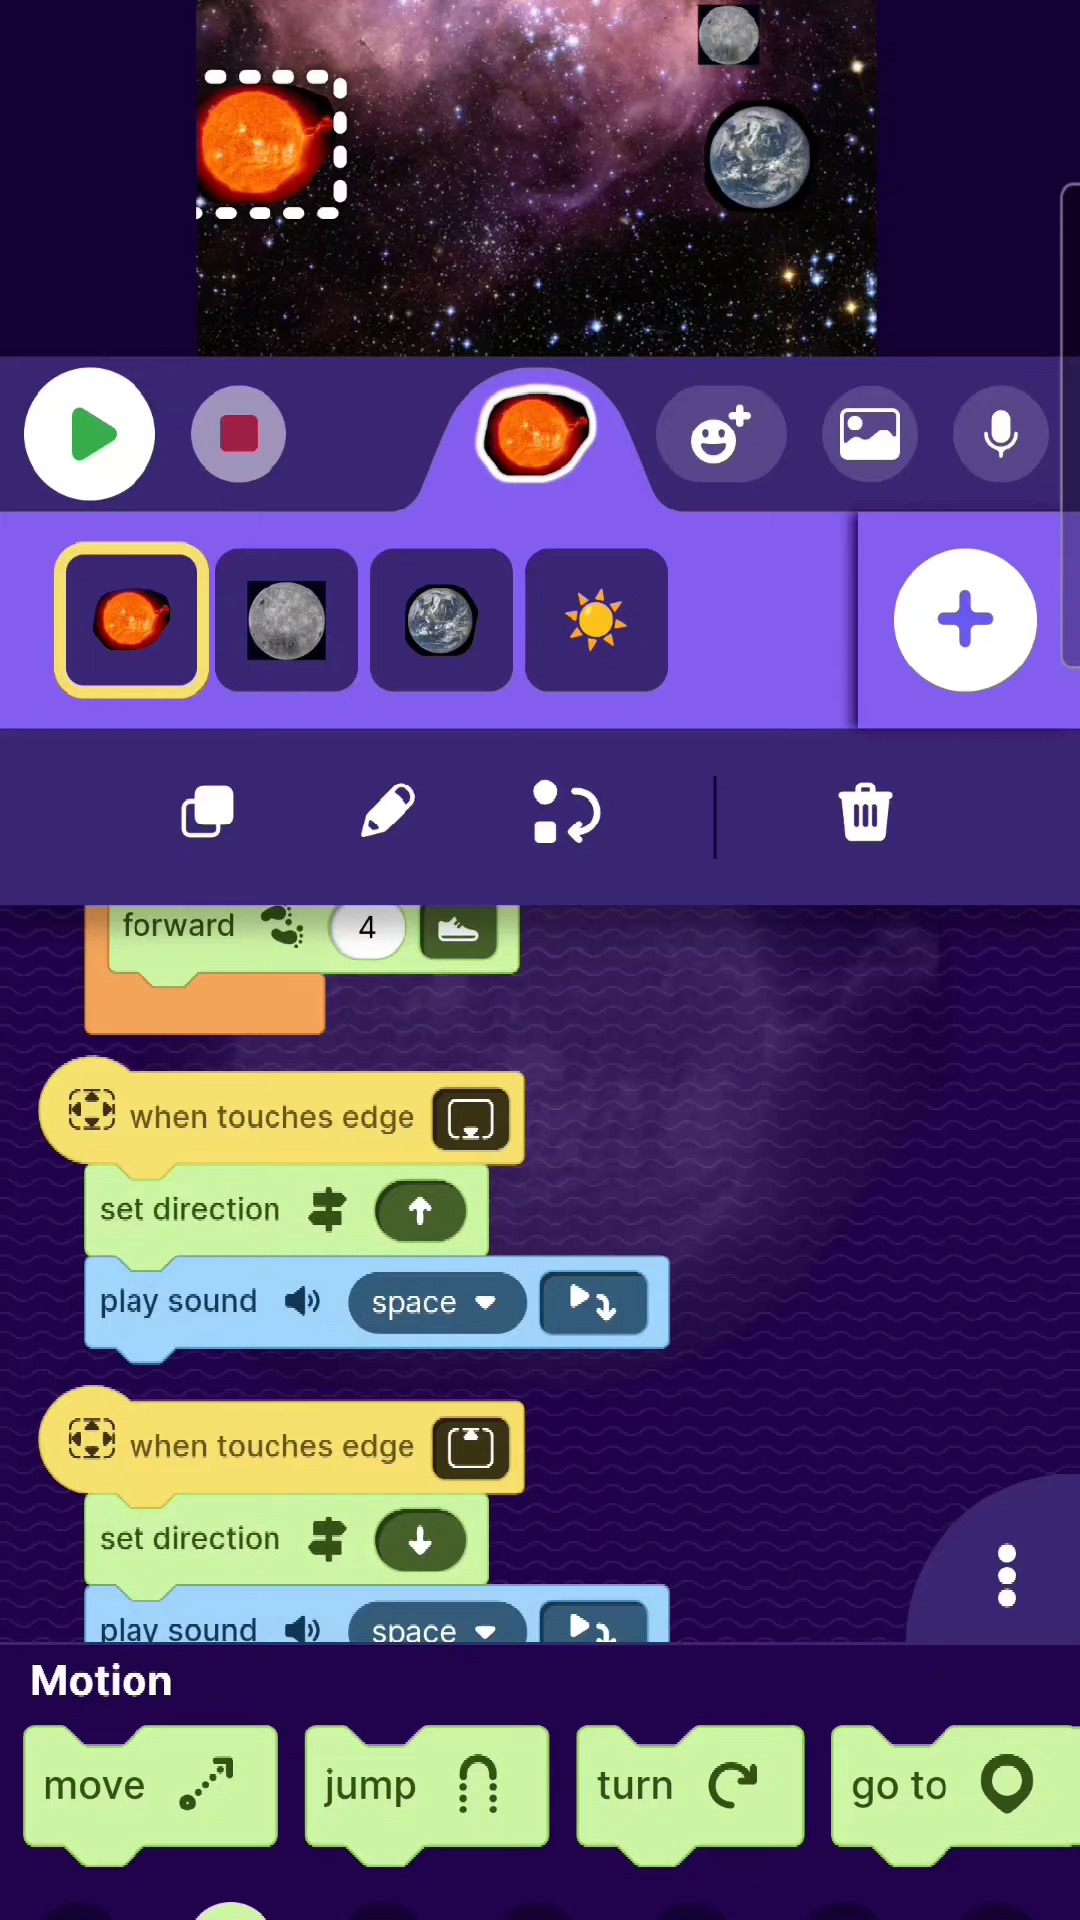 forward 4
when touches edge
set direction
play sound space
when touches edge
set direction
play sound space
Motion
move jump turn go to